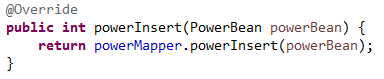 @Override
public int powerInsert(PowerBean powerBean) {
    return powerMapper.powerInsert(powerBean);
}